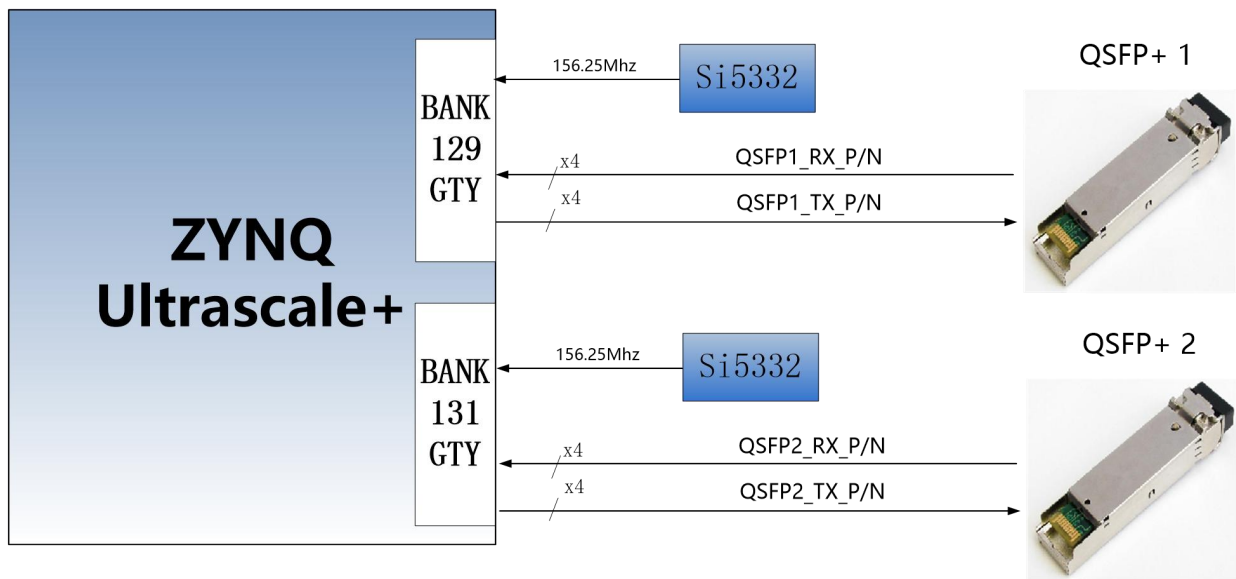 ZYNQ
Ultrascale+
BANK
129
GTY
156.25Mhz
Si5332
QSFP+ 1
x4
QSFP1_RX_P/N
x4
QSFP1_TX_P/N
BANK
131
GTY
156.25Mhz
Si5332
QSFP+ 2
x4
QSFP2_RX_P/N
x4
QSFP2_TX_P/N